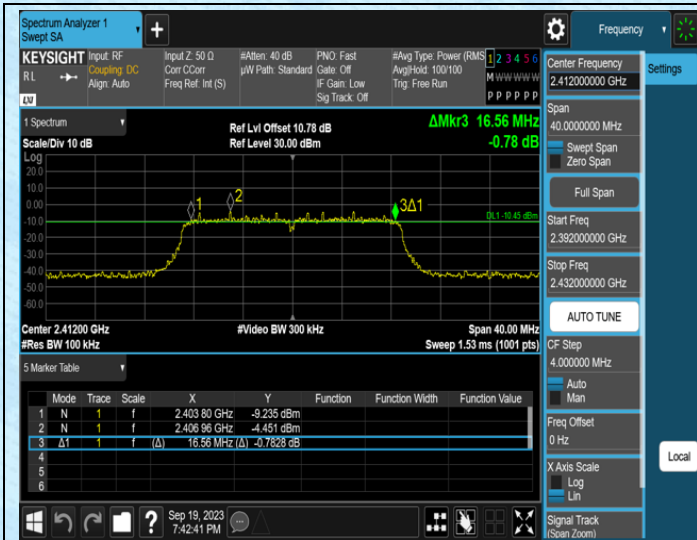 Spectrum Analyzer 1
Swept SA
Frequency
KEYSIGHT
RL
LXI
Input: RF
Coupling: DC
Align: Auto
Input Z: 50 Ω
Corr CCorr
Freq Ref: Int (S)
#Atten: 40 dB
µW Path: Standard
PNO: Fast
Gate: Off
IF Gain: Low
Sig Track: Off
#Avg Type: Power (RMS
Avg|Hold: 100/100
Trig: Free Run
1 2 3 4 5 6
M W W W W W
P P P P P P
1 Spectrum
Scale/Div 10 dB
Ref Lvl Offset 10.78 dB
Ref Level 30.00 dBm
ΔMkr3 16.56 MHz
-0.78 dB
Log
20.0
10.0
0.00
-10.0
-20.0
-30.0
-40.0
-50.0
-60.0
1
2
3Δ1
DL1 -10.45 dBm
Center 2.41200 GHz
#Res BW 100 kHz
#Video BW 300 kHz
Span 40.00 MHz
Sweep 1.53 ms (1001 pts)
5 Marker Table
Mode Trace Scale X Y Function Function Width Function Value
1 N 1 f 2.403 80 GHz -9.235 dBm
2 N 1 f 2.406 96 GHz -4.451 dBm
3 Δ1 1 f (Δ) 16.56 MHz (Δ) -0.7828 dB
4
5
6
Sep 19, 2023
7:42:41 PM
Center Frequency
2.412000000 GHz
Span
40.0000000 MHz
Swept Span
Zero Span
Full Span
Start Freq
2.392000000 GHz
Stop Freq
2.432000000 GHz
AUTO TUNE
CF Step
4.000000 MHz
Auto
Man
Freq Offset
0 Hz
X Axis Scale
Log
Lin
Signal Track
(Span Zoom)
Settings
Local